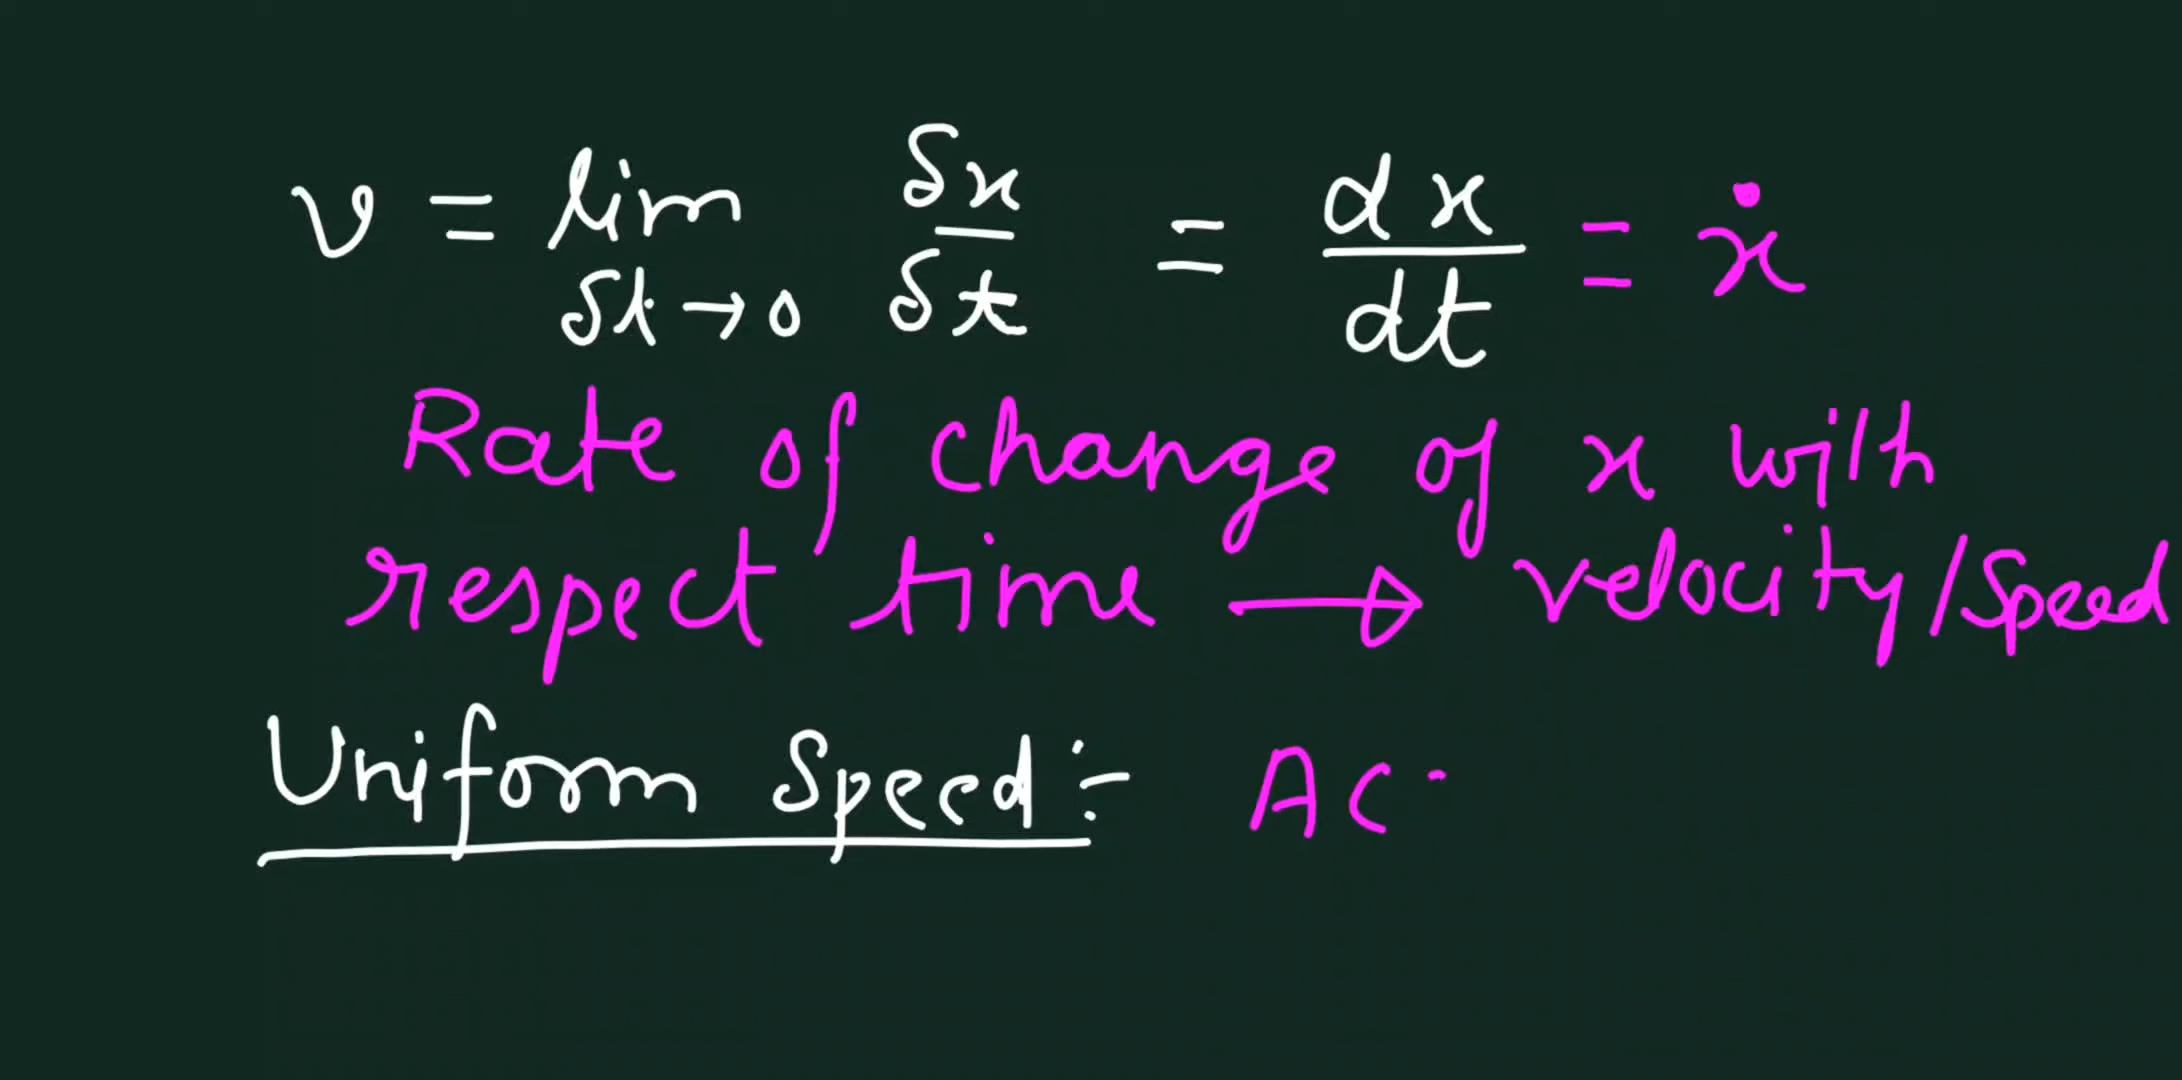 v = lim δt→0 δx/δt = dx/dt = ẋ
Rate of change of x with
respect time → velocity/Speed
Uniform Speed :- AC